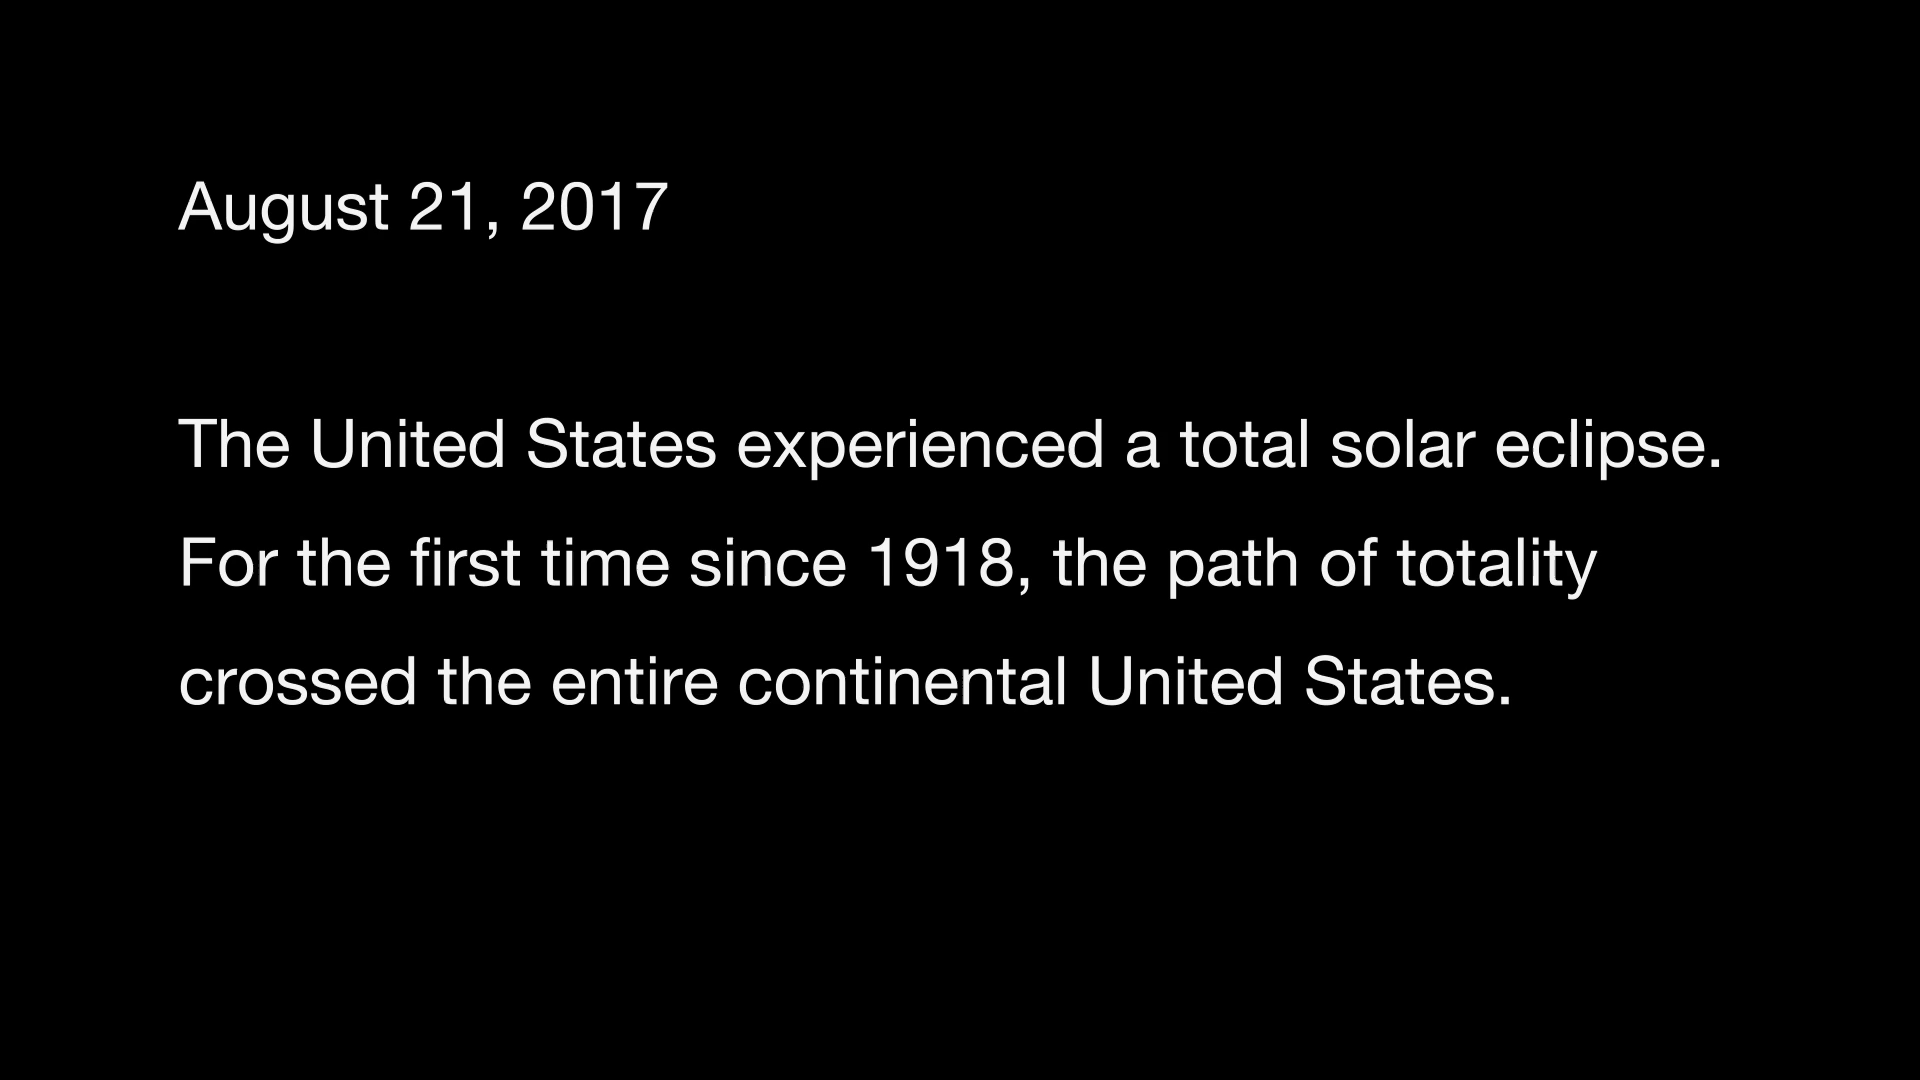 August 21, 2017
The United States experienced a total solar eclipse.
For the first time since 1918, the path of totality
crossed the entire continental United States.